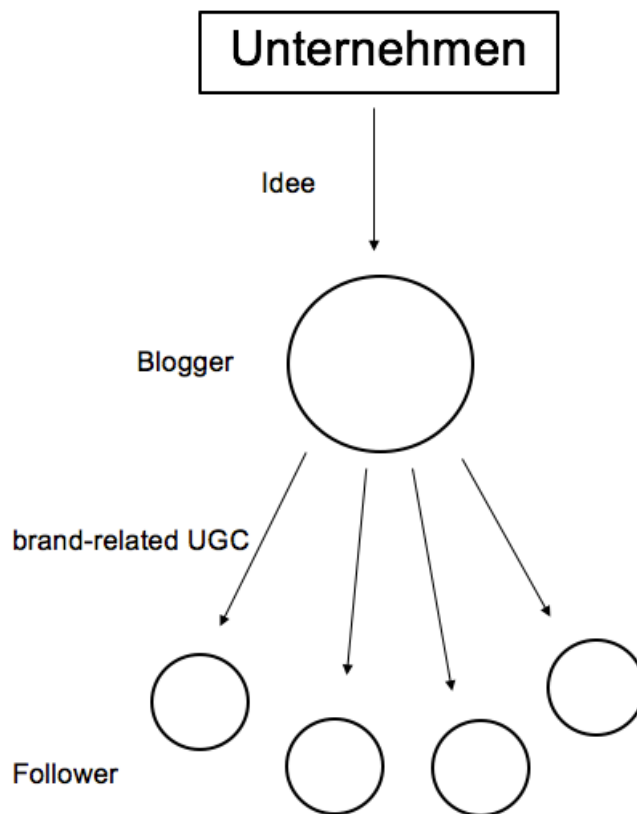 Unternehmen
Idee
Blogger
brand-related UGC
Follower